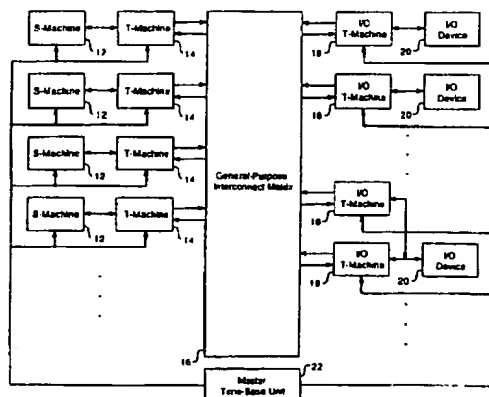 S-Machine
12
T-Machine
14
S-Machine
12
T-Machine
14
S-Machine
12
T-Machine
14
S-Machine
12
T-Machine
14
General-Purpose
Interconnect Matrix
16
I/O
T-Machine
18
I/O
Device
20
I/O
T-Machine
18
I/O
Device
20
I/O
T-Machine
18
I/O
T-Machine
18
I/O
Device
20
Master
Time-Base Unit
22